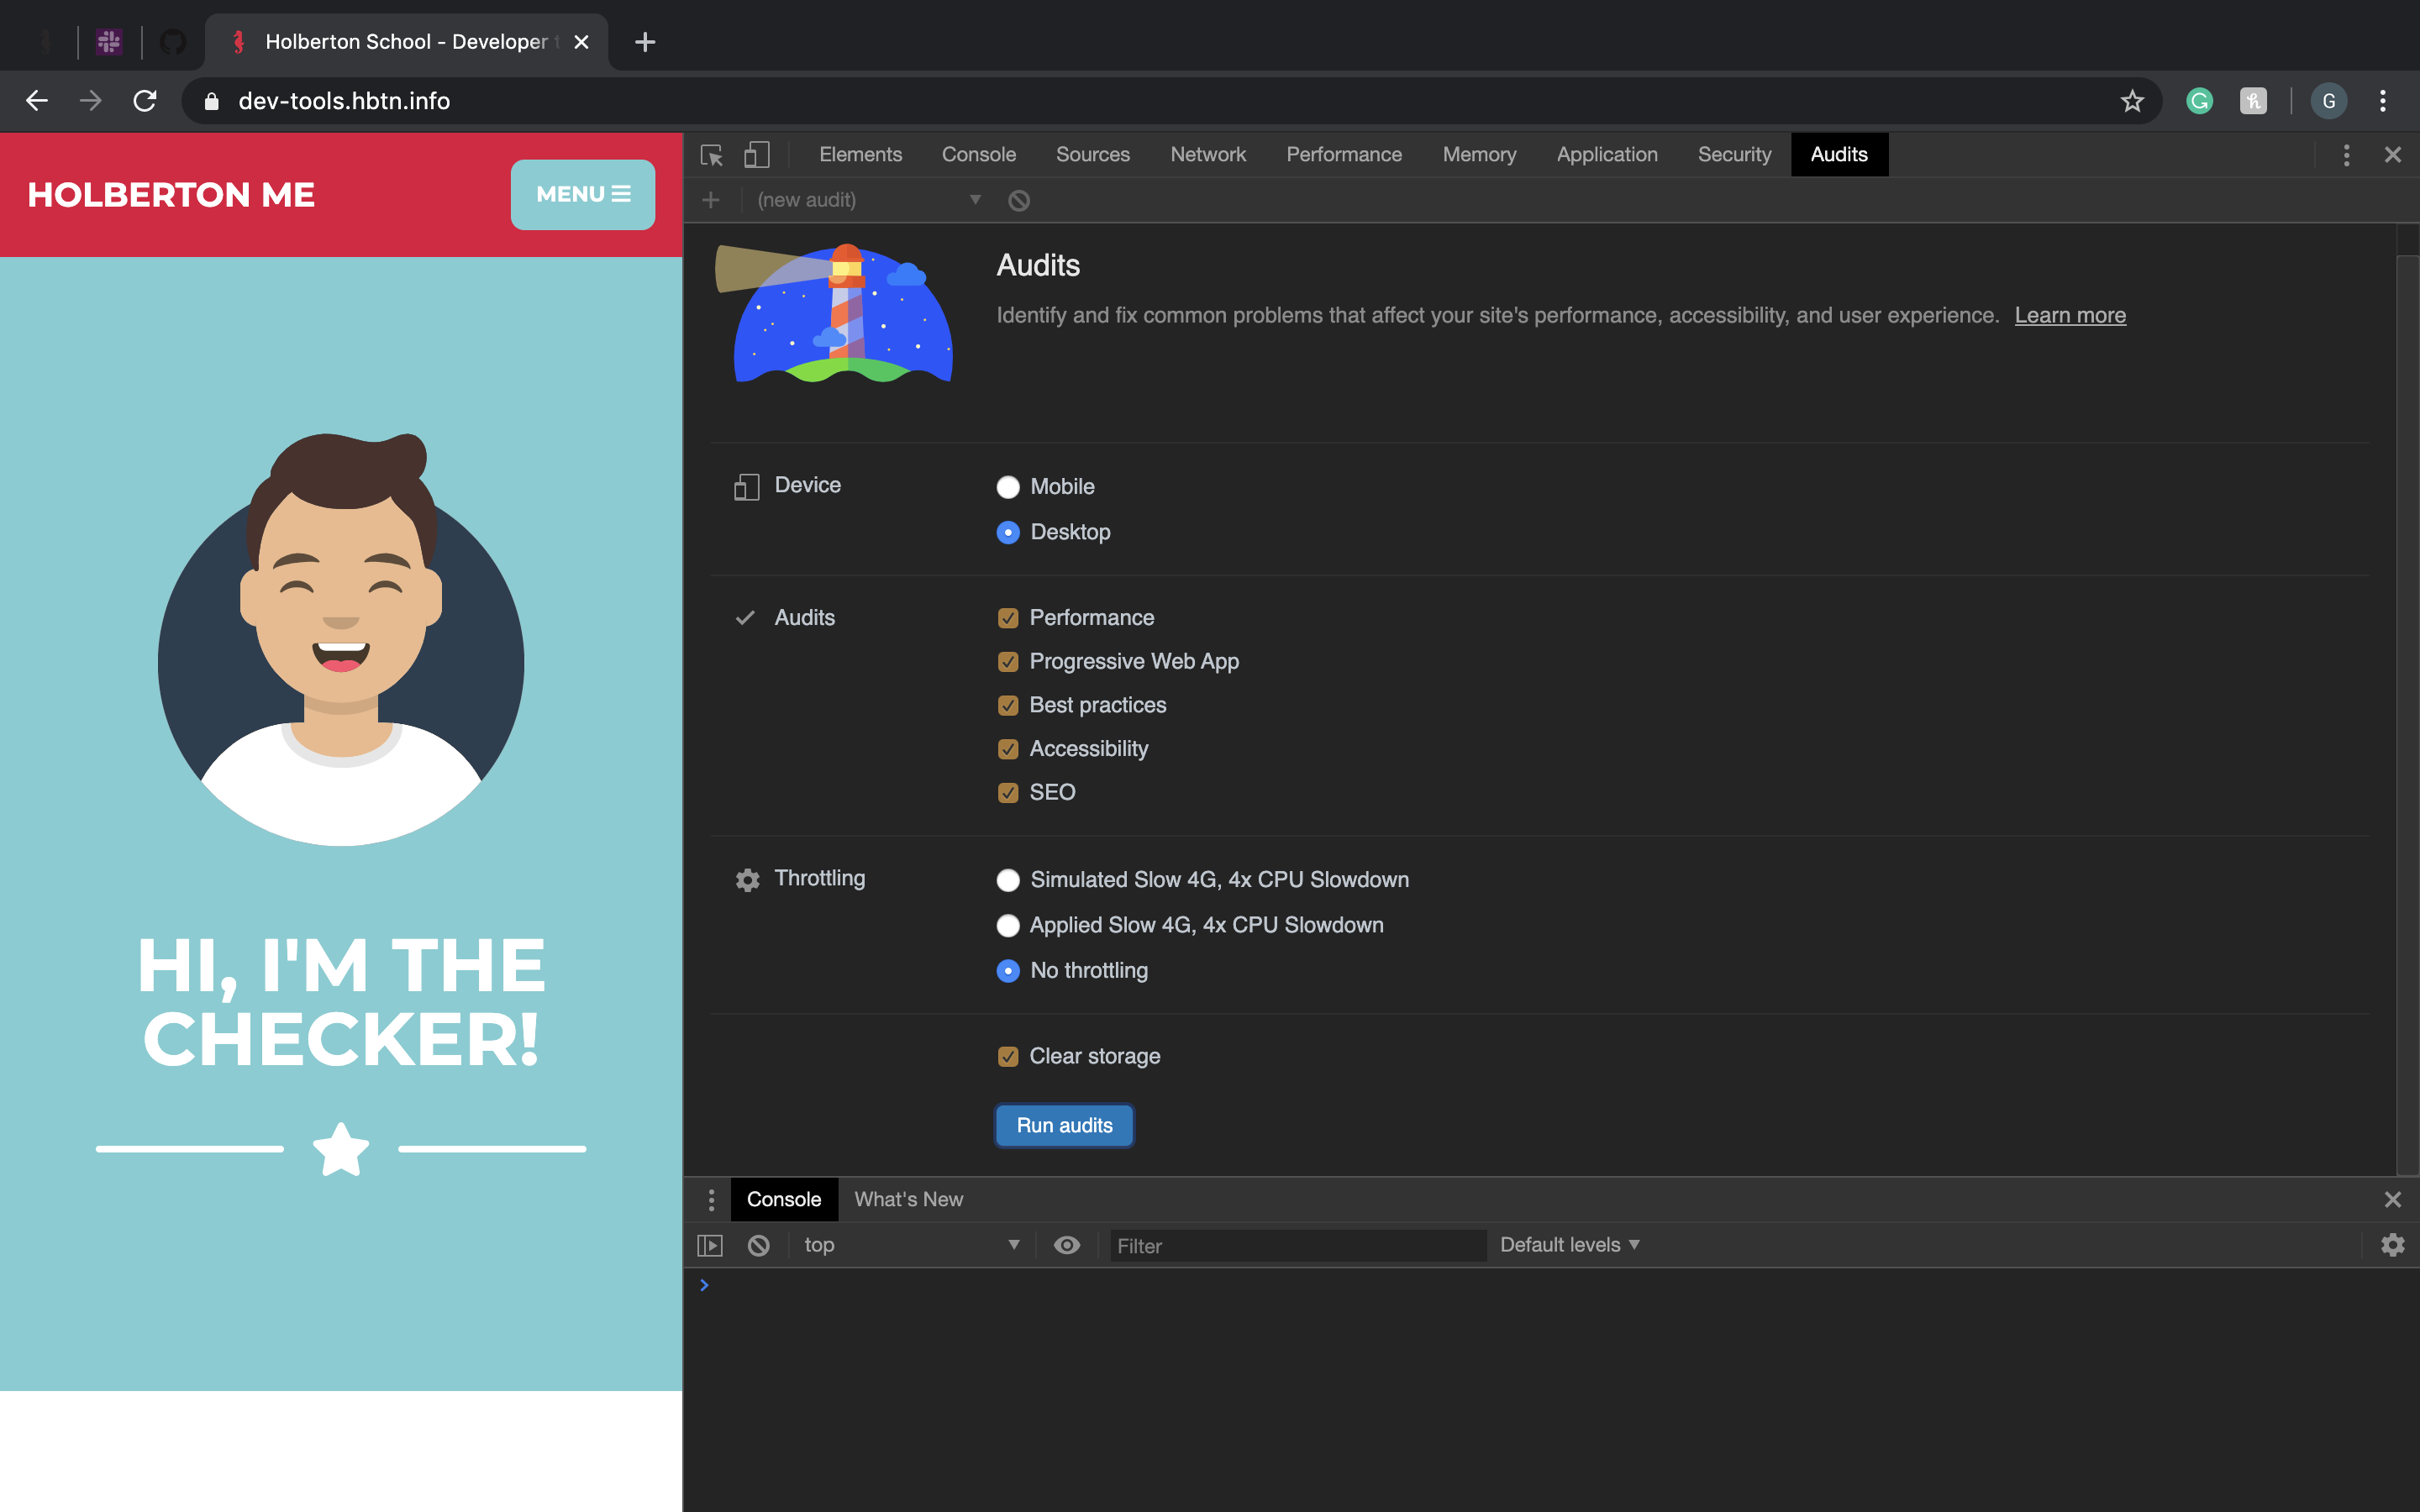 Holberton School - Developer t
dev-tools.hbtn.info
G
HOLBERTON ME
MENU
HI, I'M THE
CHECKER!
Elements Console Sources Network Performance Memory Application Security Audits
(new audit)
Audits
Identify and fix common problems that affect your site's performance, accessibility, and user experience. Learn more
Device
Mobile
Desktop
Audits
Performance
Progressive Web App
Best practices
Accessibility
SEO
Throttling
Simulated Slow 4G, 4x CPU Slowdown
Applied Slow 4G, 4x CPU Slowdown
No throttling
Clear storage
Run audits
Console What's New
top Filter Default levels